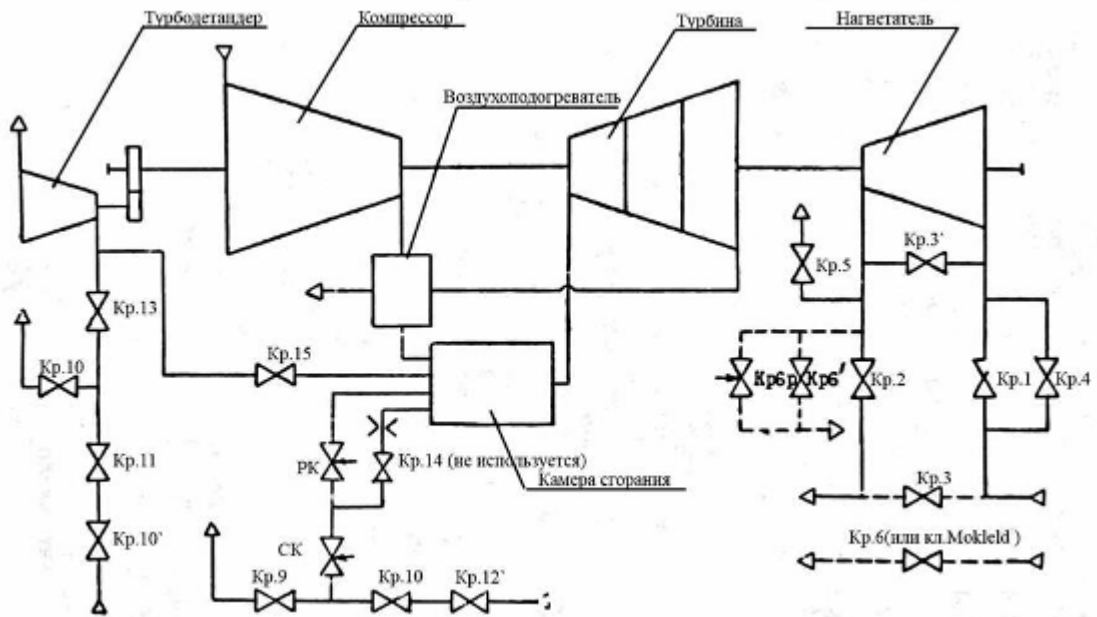 Турбодетандер
Компрессор
Турбина
Нагнетатель
Воздухоподогреватель
Кр.3`
Кр.5
Кр.13
Кр.10
Кр.15
Кр.2
Кр.1
Кр.4
Кр.11
РК
Кр.14 (не используется)
Камера сгорания
Кр.3
Кр.10`
СК
Кр.6(или кл.Mokleld )
Кр.9
Кр.10
Кр.12`